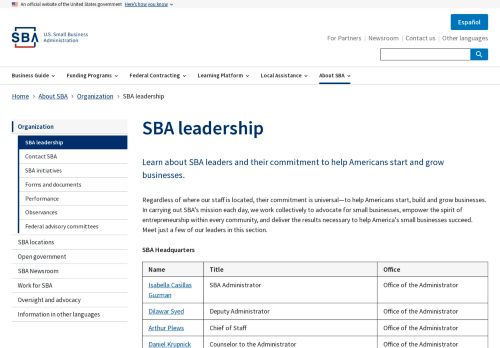 An official website of the United States government Here's how you know
Español
SBA U.S. Small Business
Administration
For Partners Newsroom Contact us Other languages
Business Guide Funding Programs Federal Contracting Learning Platform Local Assistance About SBA
Home About SBA Organization SBA leadership
Organization
SBA leadership
Contact SBA
SBA initiatives
Forms and documents
Performance
Observances
Federal advisory committees
SBA locations
Open government
SBA Newsroom
Work for SBA
Oversight and advocacy
Information in other languages
SBA leadership
Learn about SBA leaders and their commitment to help Americans start and grow
businesses.
Regardless of where our staff is located, their commitment is universal—to help Americans start, build and grow businesses.
In carrying out SBA's mission each day, we work collectively to advocate for small businesses, empower the spirit of
entrepreneurship within every community, and deliver the results necessary to help America's small businesses succeed.
Meet just a few of our leaders in this section.
SBA Headquarters
Name Title Office
Isabella Casillas
Guzman SBA Administrator Office of the Administrator
Dilawar Syed Deputy Administrator Office of the Administrator
Arthur Plews Chief of Staff Office of the Administrator
Daniel Krupnick Counselor to the Administrator Office of the Administrator